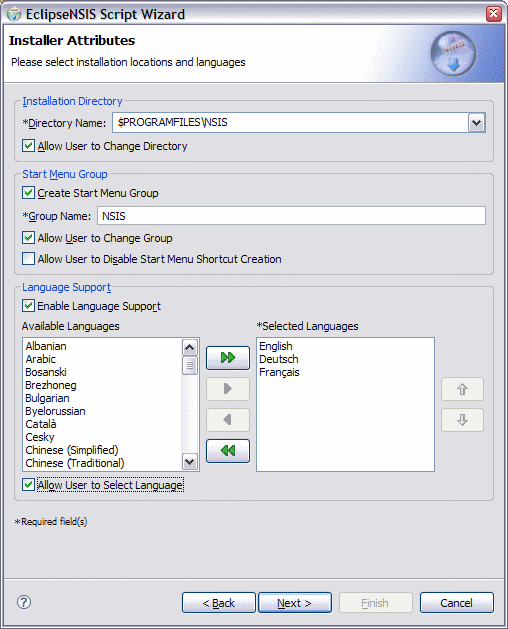 EclipseNSIS Script Wizard
Installer Attributes
Please select installation locations and languages
Installation Directory
*Directory Name: $PROGRAMFILES\NSIS
Allow User to Change Directory
Start Menu Group
Create Start Menu Group
*Group Name: NSIS
Allow User to Change Group
Allow User to Disable Start Menu Shortcut Creation
Language Support
Enable Language Support
Available Languages
Albanian
Arabic
Bosanski
Brezhoneg
Bulgarian
Byelorussian
Català
Cesky
Chinese (Simplified)
Chinese (Traditional)
*Selected Languages
English
Deutsch
Français
Allow User to Select Language
*Required field(s)
? < Back Next > Finish Cancel